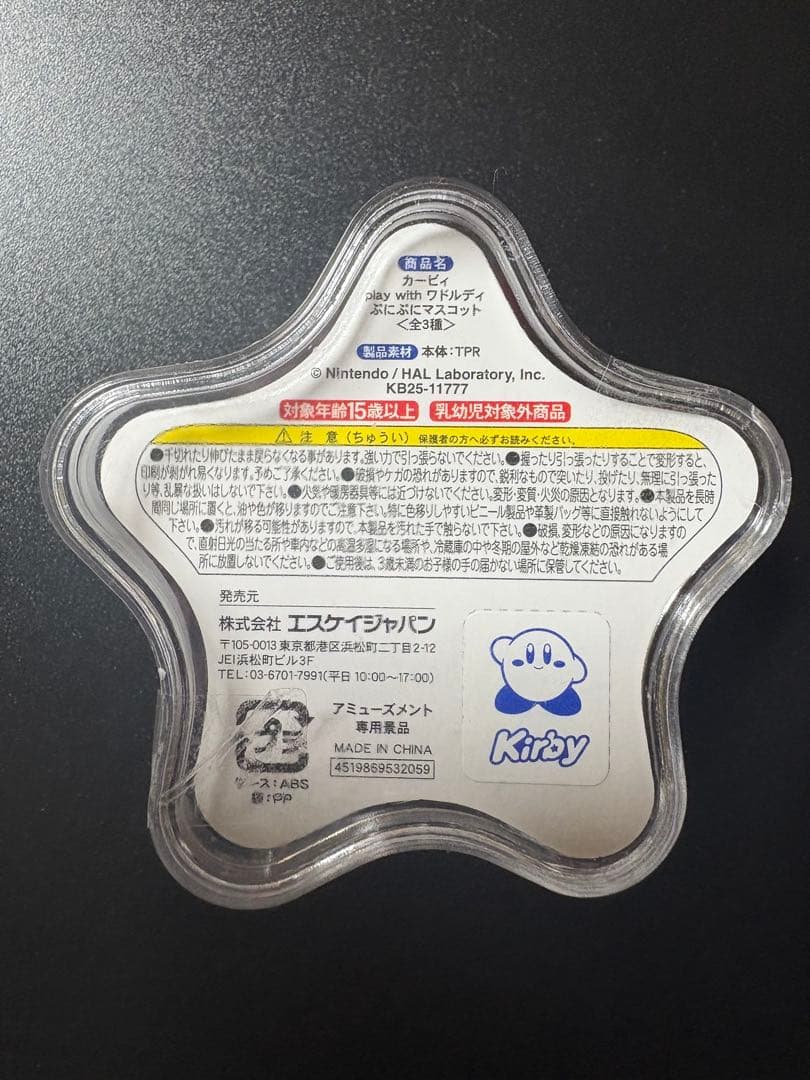 商品名
カービィ
play with ワドルディ
ぷにぷにマスコット
<全3種>
製品素材 本体:TPR
© Nintendo / HAL Laboratory, Inc.
KB25-11777
対象年齢15歳以上 乳幼児対象外商品
⚠ 注 意 (ちゅうい) 保護者の方へ必ずお読みください。
●千切れたり伸びたまま戻らなくなる事があります。強い力で引っ張らないでください。●握ったり引っ張ったりすることで変形すると、
印刷が剥がれ易くなります。予めご了承ください。●破損やケガの恐れがありますので、鋭利なもので突いたり、投げたり、無理に引っ張った
り等、乱暴な扱いはしないで下さい。●火気や暖房器具等には近づけないでください。変形・変質・火災の原因となります。●本製品を長時
間同じ場所に置くと、油や色が移りますのでご注意下さい。特に色移りしやすいビニール製品や革製バッグ等に直接触れないようにして
下さい。●汚れが移る可能性がありますので、本製品を汚れた手で触らないで下さい。●破損、変形などの原因になりますの
で、直射日光の当たる所や車内などの高温多湿になる場所や、冷蔵庫の中や冬期の屋外など乾燥凍結の恐れがある場
所に放置しないでください。●ご使用後は、3歳未満のお子様の手の届かない場所に保管してください。
発売元
株式会社 エスケイジャパン
〒105-0013 東京都港区浜松町二丁目2-12
JEI浜松町ビル3F
TEL:03-6701-7991(平日 10:00〜17:00)
プラ
ース:ABS
:PP
アミューズメント
専用景品
MADE IN CHINA
4519869532059
Kirby